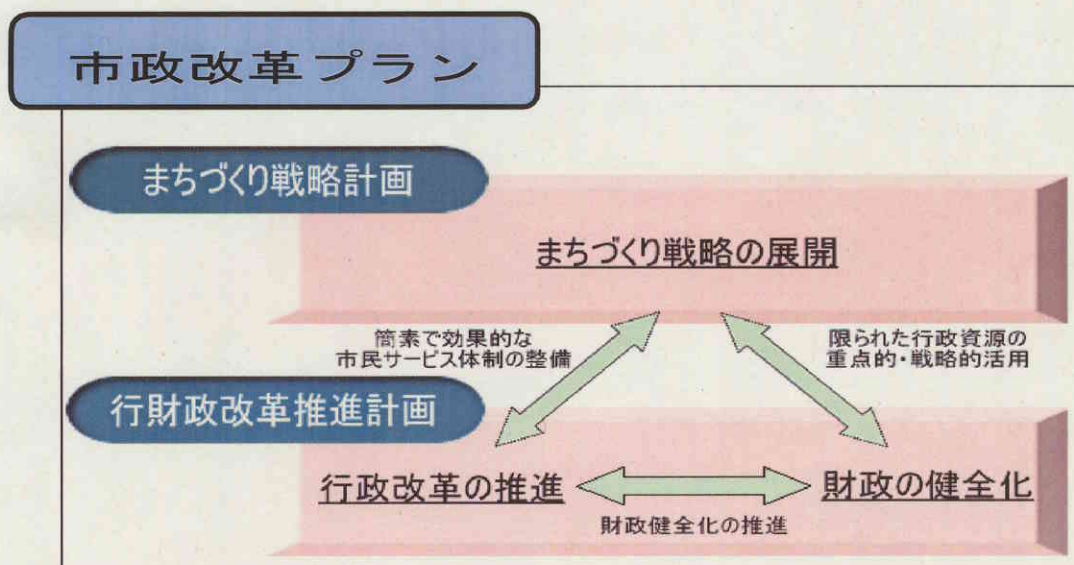 市政改革プラン
まちづくり戦略計画
まちづくり戦略の展開
簡素で効果的な
市民サービス体制の整備
限られた行政資源の
重点的・戦略的活用
行財政改革推進計画
行政改革の推進
財政の健全化
財政健全化の推進